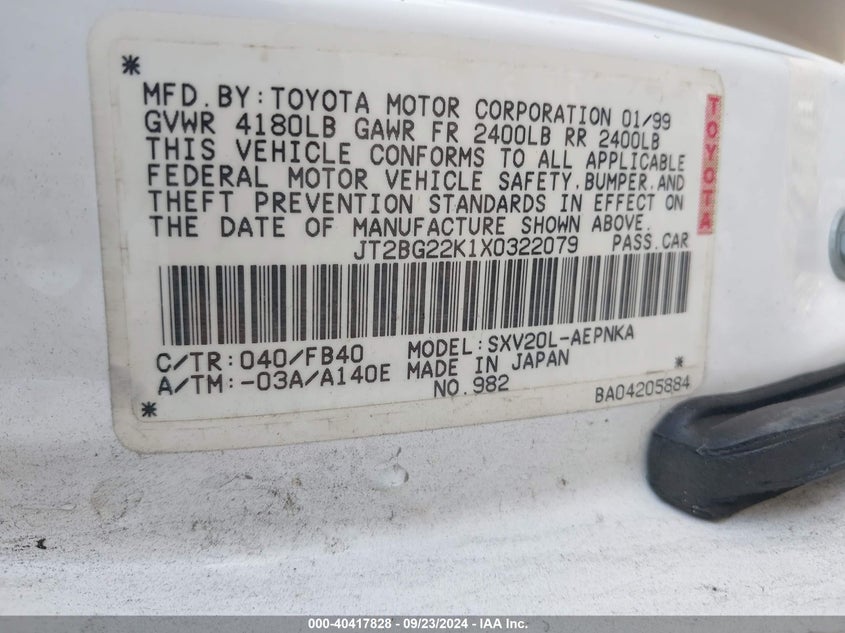 MFD.BY:TOYOTA MOTOR CORPORATION 01/99
GVWR 4180LB GAWR FR 2400LB RR 2400LB
THIS VEHICLE CONFORMS TO ALL APPLICABLE
FEDERAL MOTOR VEHICLE SAFETY,BUMPER,AND
THEFT PREVENTION STANDARDS IN EFFECT ON
THE DATE OF MANUFACTURE SHOWN ABOVE.
JT2BG22K1X0322079 PASS.CAR
TOYOTA
C/TR:040/FB40 MODEL:SXV20L-AEPNKA
A/TM:-03A/A140E MADE IN JAPAN
NO.982 BA04205884
000-40417828 - 09/23/2024 - IAA Inc.